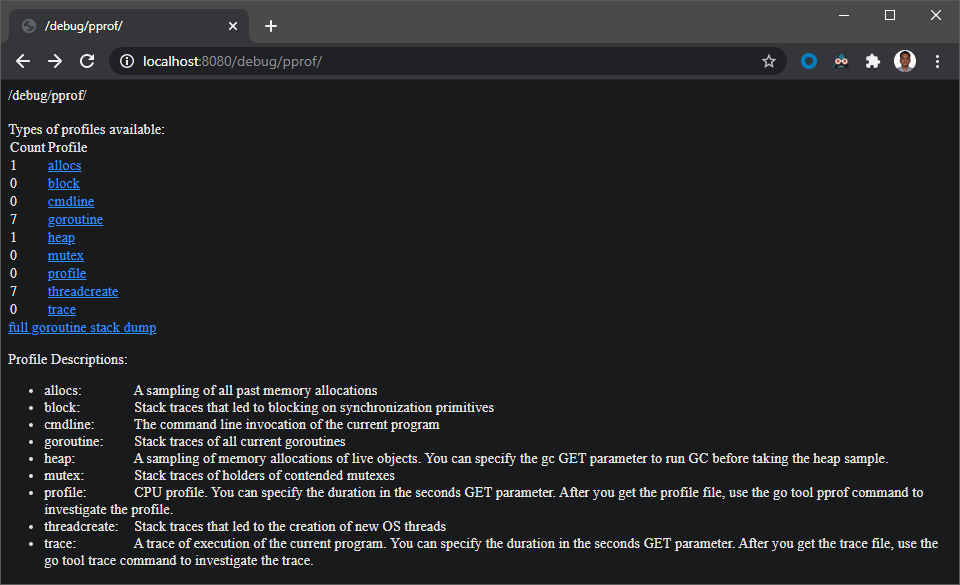 /debug/pprof/
localhost:8080/debug/pprof/
/debug/pprof/
Types of profiles available:
Count Profile
1 allocs
0 block
0 cmdline
7 goroutine
1 heap
0 mutex
0 profile
7 threadcreate
0 trace
full goroutine stack dump
Profile Descriptions:
• allocs: A sampling of all past memory allocations
• block: Stack traces that led to blocking on synchronization primitives
• cmdline: The command line invocation of the current program
• goroutine: Stack traces of all current goroutines
• heap: A sampling of memory allocations of live objects. You can specify the gc GET parameter to run GC before taking the heap sample.
• mutex: Stack traces of holders of contended mutexes
• profile: CPU profile. You can specify the duration in the seconds GET parameter. After you get the profile file, use the go tool pprof command to
investigate the profile.
• threadcreate: Stack traces that led to the creation of new OS threads
• trace: A trace of execution of the current program. You can specify the duration in the seconds GET parameter. After you get the trace file, use the
go tool trace command to investigate the trace.